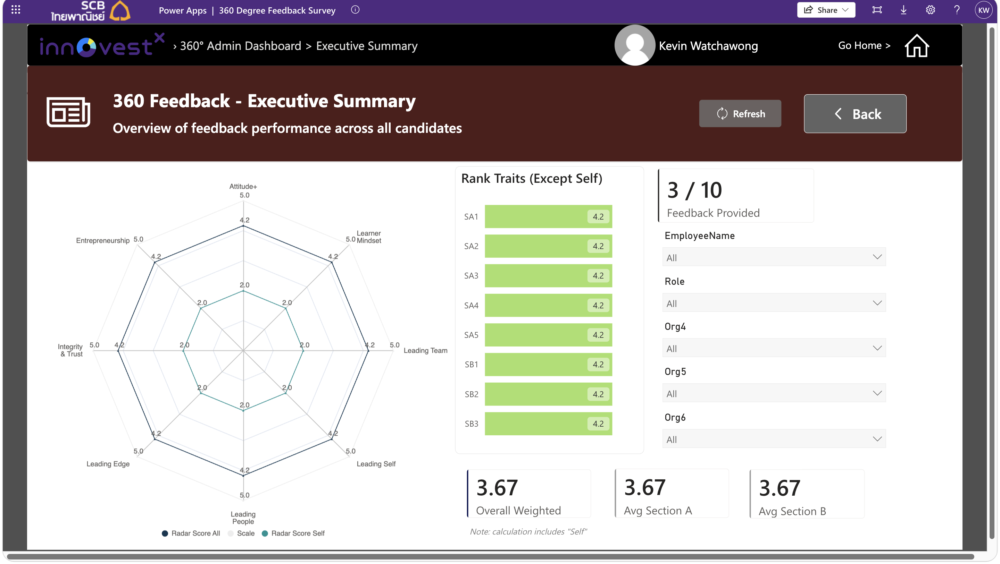 SCB
ไทยพาณิชย์
Power Apps | 360 Degree Feedback Survey
Share
KW
innovestx
› 360° Admin Dashboard > Executive Summary
Kevin Watchawong
Go Home >
360 Feedback - Executive Summary
Overview of feedback performance across all candidates
Refresh
Back
Attitude+
5.0
4.2
2.0
Learner
Mindset
5.0
4.2
2.0
Leading Team
5.0
4.2
2.0
Leading Self
5.0
4.2
2.0
Leading
People
5.0
4.2
2.0
Leading Edge
5.0
4.2
2.0
Integrity
& Trust
5.0
4.2
2.0
Entrepreneurship
5.0
4.2
2.0
Radar Score All Scale Radar Score Self
Rank Traits (Except Self)
SA1 4.2
SA2 4.2
SA3 4.2
SA4 4.2
SA5 4.2
SB1 4.2
SB2 4.2
SB3 4.2
3 / 10
Feedback Provided
EmployeeName
All
Role
All
Org4
All
Org5
All
Org6
All
3.67
Overall Weighted
3.67
Avg Section A
3.67
Avg Section B
Note: calculation includes "Self"